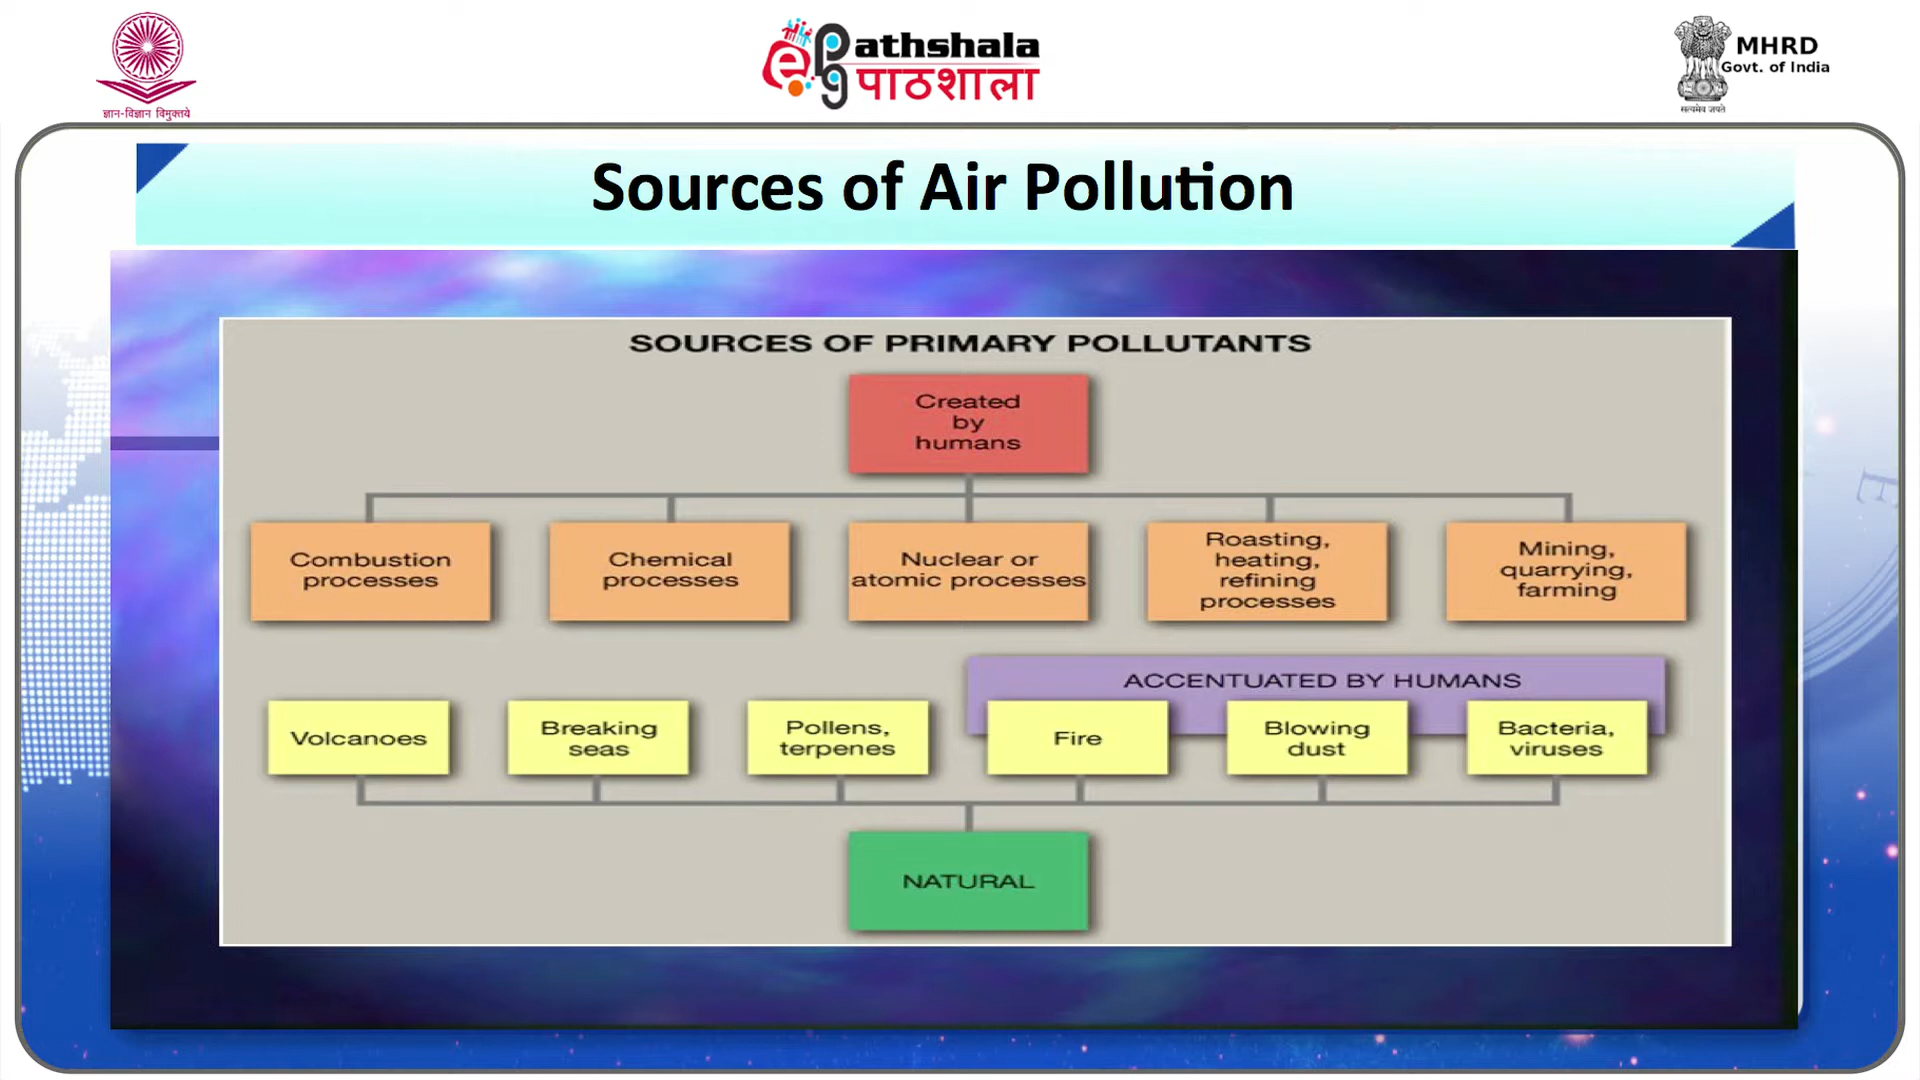 ज्ञान-विज्ञान विमुक्तये
ePG Pathshala
पाठशाला
MHRD
Govt. of India
सत्यमेव जयते
Sources of Air Pollution
SOURCES OF PRIMARY POLLUTANTS
Created
by
humans
Combustion
processes
Chemical
processes
Nuclear or
atomic processes
Roasting,
heating,
refining
processes
Mining,
quarrying,
farming
ACCENTUATED BY HUMANS
Volcanoes
Breaking
seas
Pollens,
terpenes
Fire
Blowing
dust
Bacteria,
viruses
NATURAL